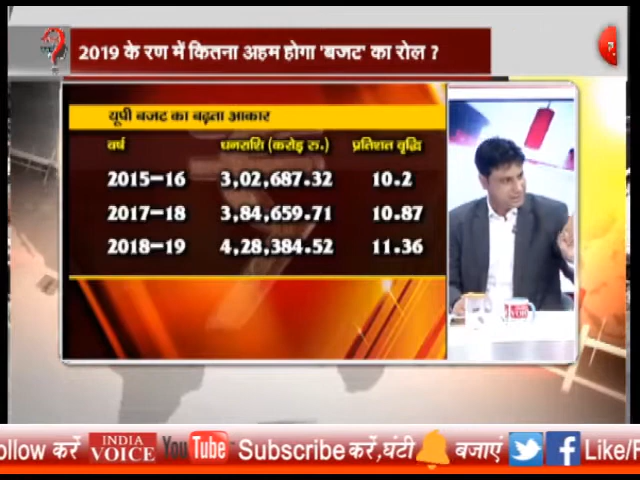 2019 के रण में कितना अहम होगा 'बजट' का रोल ?
यूपी बजट का बढ़ता आकार
वर्ष धनराशि (करोड़ रु.) प्रतिशत वृद्धि
2015-16 3,02,687.32 10.2
2017-18 3,84,659.71 10.87
2018-19 4,28,384.52 11.36
VOICE
ollow करें INDIA VOICE YouTube Subscribe करें,घंटी बजाएं Like/F